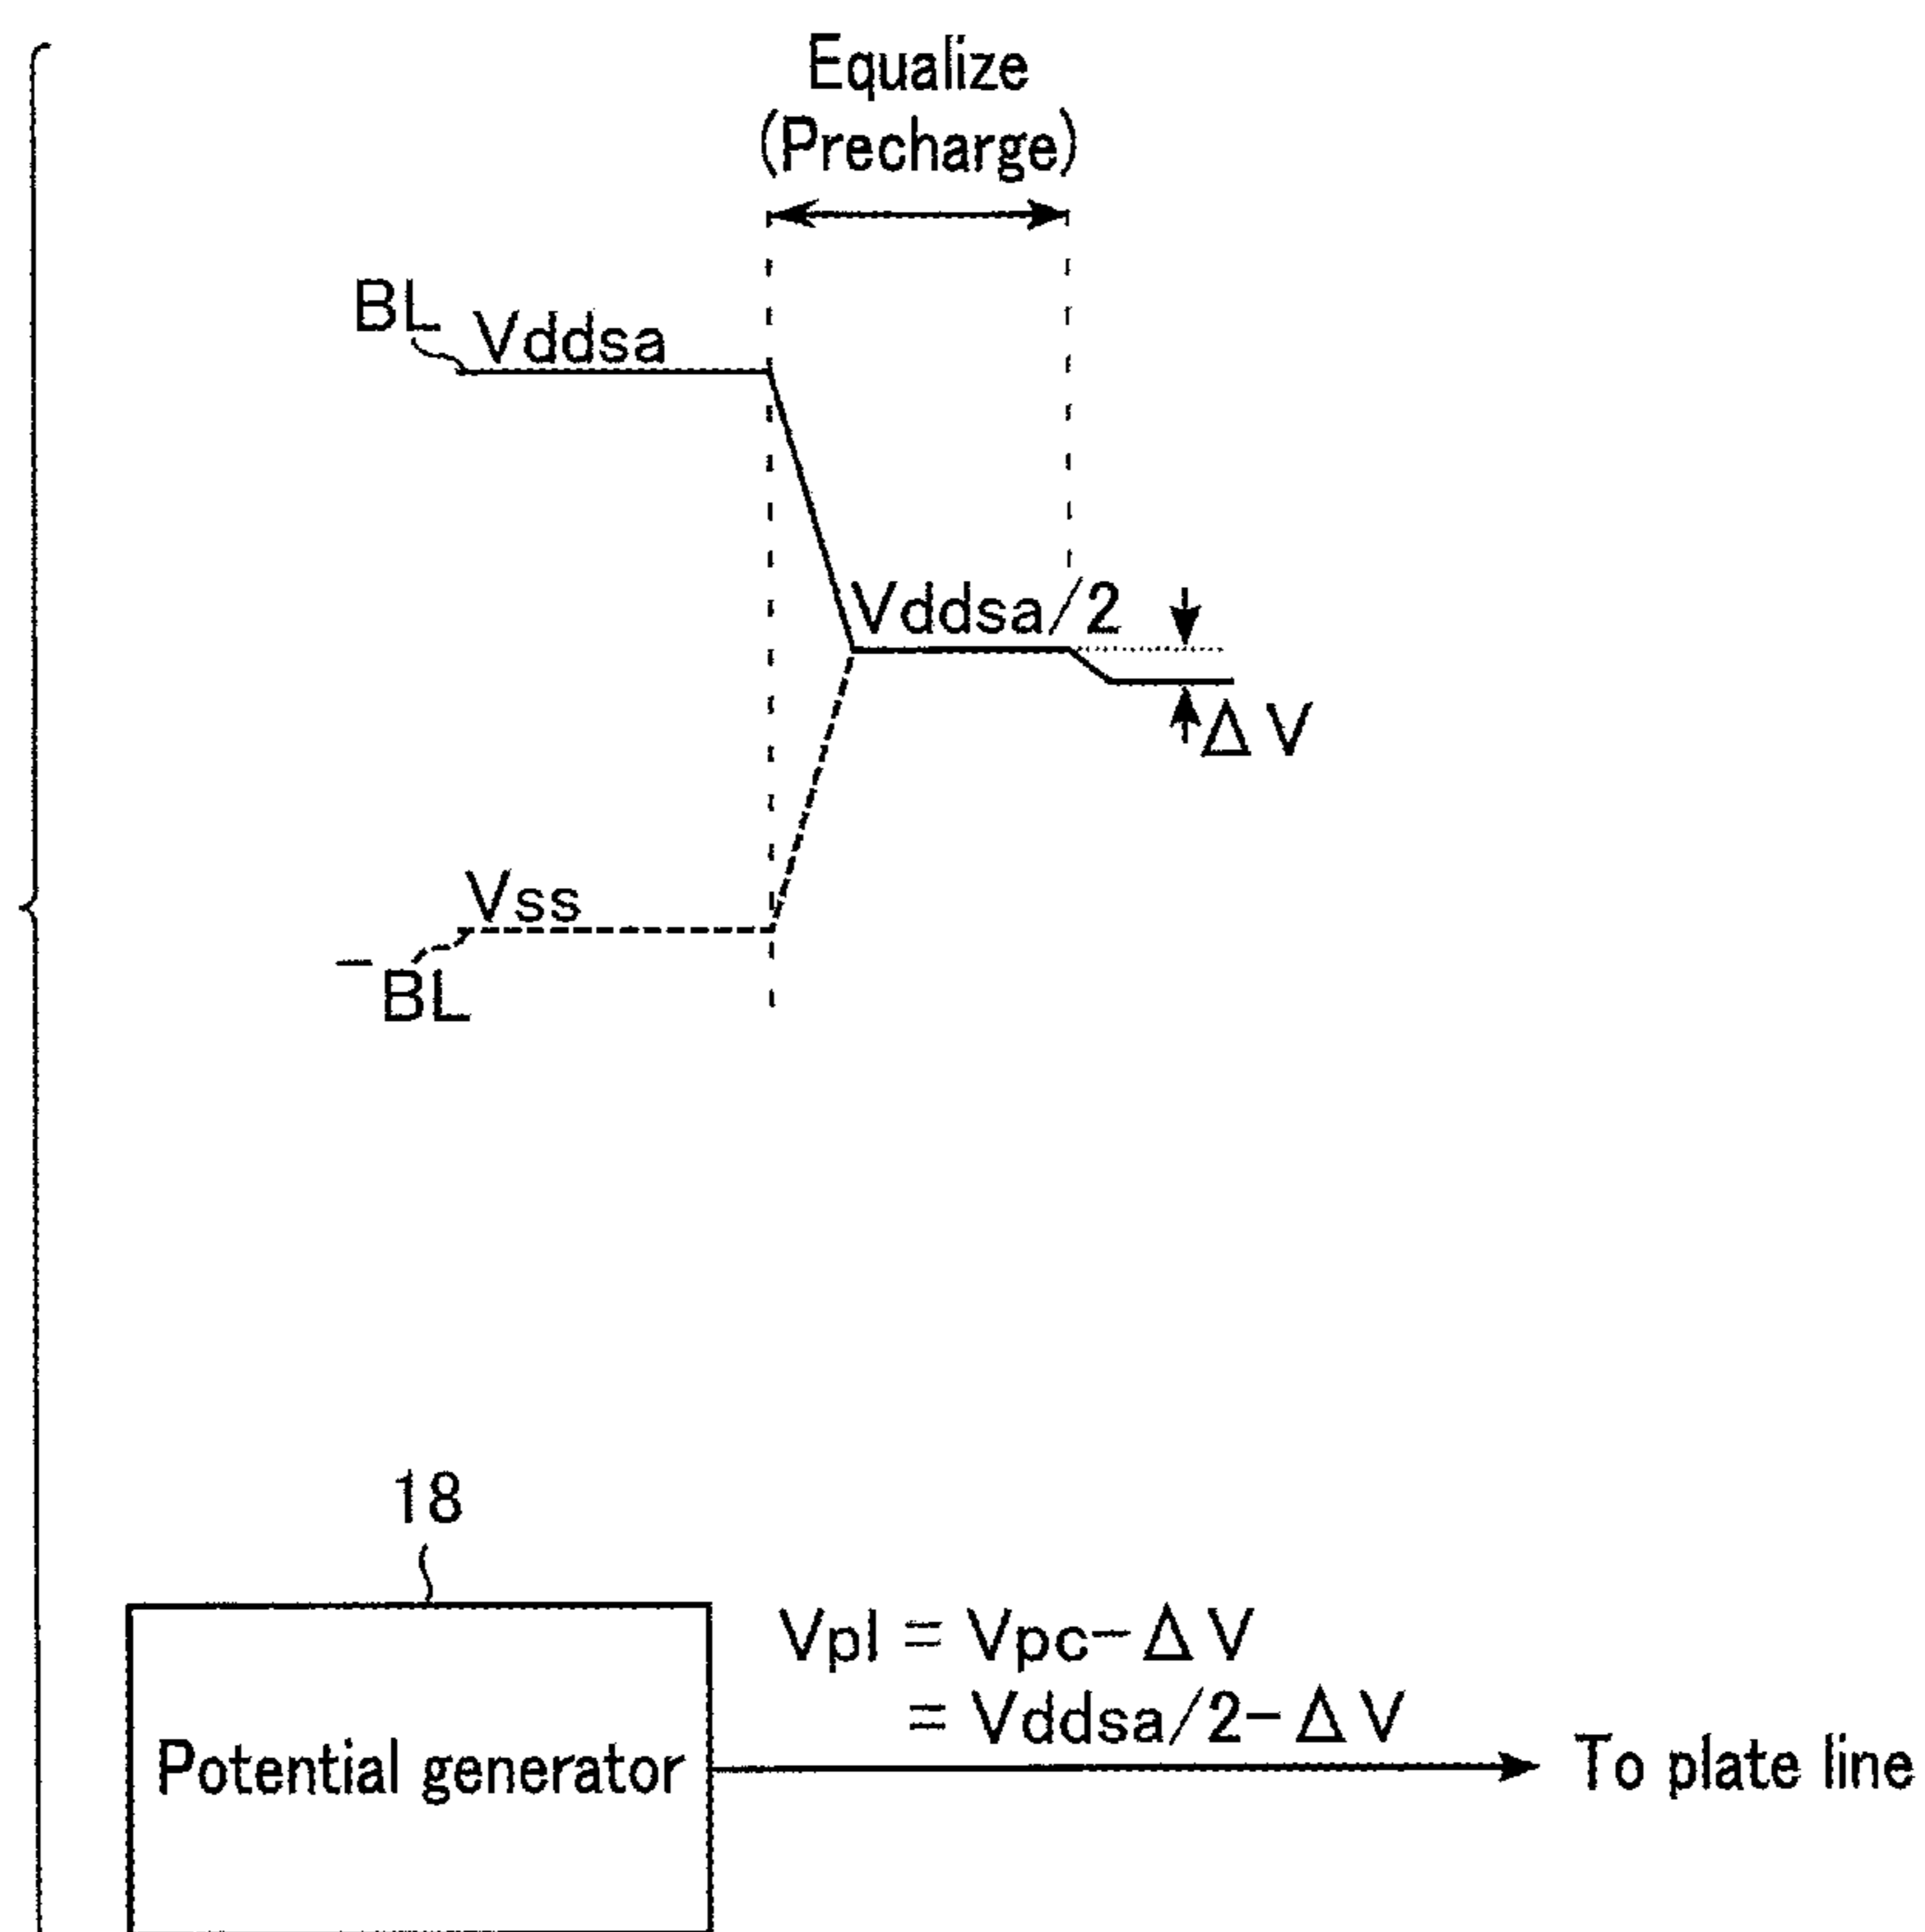 Equalize
(Precharge)
BL Vddsa
Vddsa/2
ΔV
Vss
‾BL
18
Vpl = Vpc-ΔV
= Vddsa/2-ΔV
Potential generator
To plate line